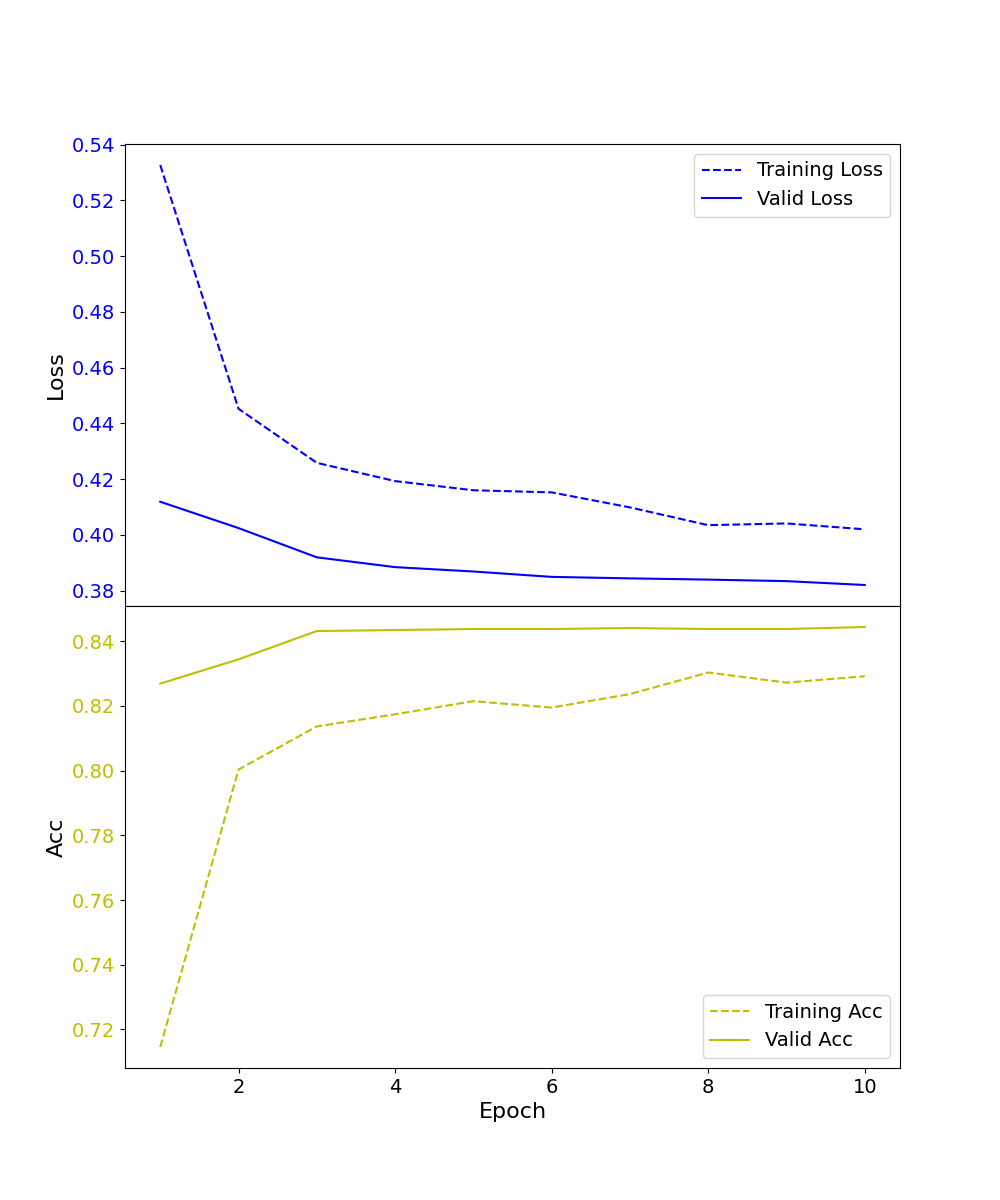 0.54
0.52
0.50
0.48
0.46
0.44
0.42
0.40
0.38
Loss
Training Loss
Valid Loss
0.84
0.82
0.80
0.78
0.76
0.74
0.72
Acc
Training Acc
Valid Acc
2 4 6 8 10
Epoch